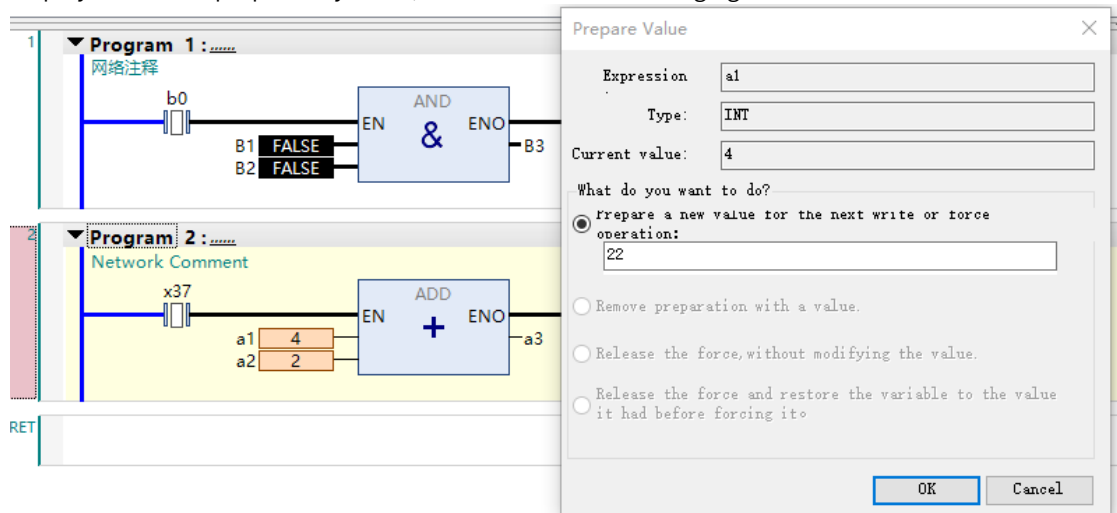 1
Program 1 : ......
网络注释
b0
AND
EN & ENO
B1 FALSE
B3
B2 FALSE
2
Program 2 : ......
Network Comment
x37
ADD
EN + ENO
a1 4
a3
a2 2
RET
Prepare Value
Expression a1
Type: INT
Current value: 4
What do you want to do?
Prepare a new value for the next write or force
operation:
22
Remove preparation with a value.
Release the force,without modifying the value.
Release the force and restore the variable to the value
it had before forcing it。
OK Cancel